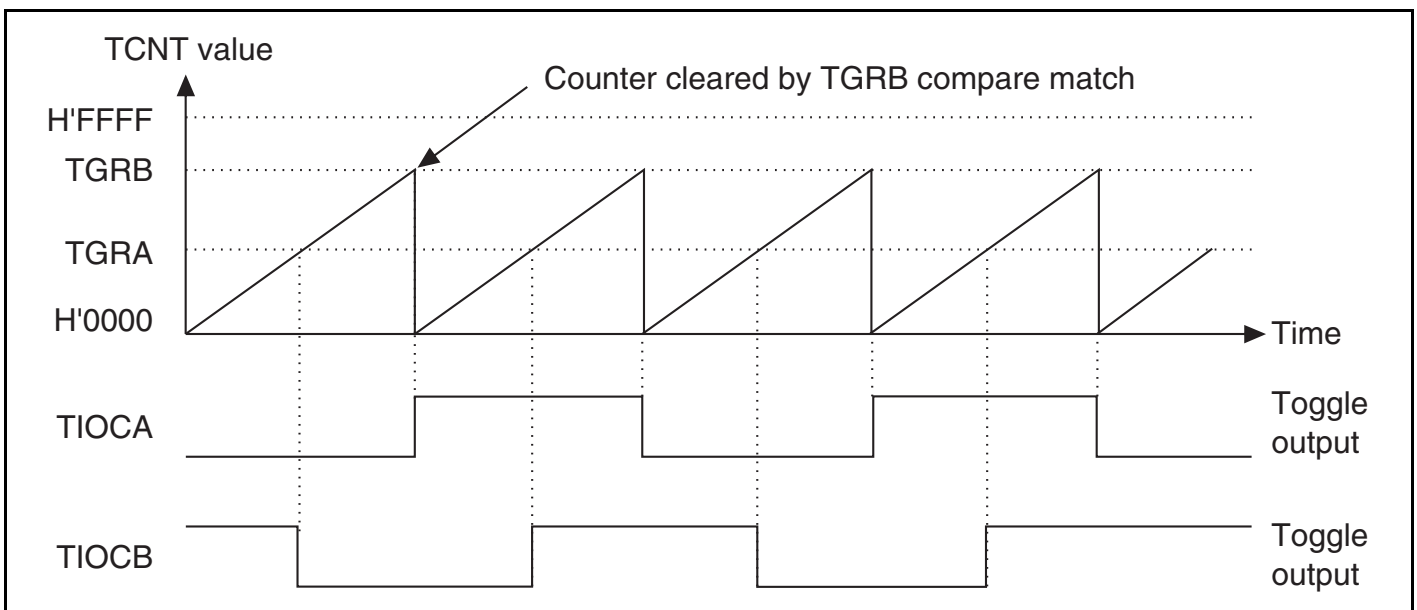 TCNT value
Counter cleared by TGRB compare match
H'FFFF
TGRB
TGRA
H'0000
Time
TIOCA
Toggle
output
TIOCB
Toggle
output